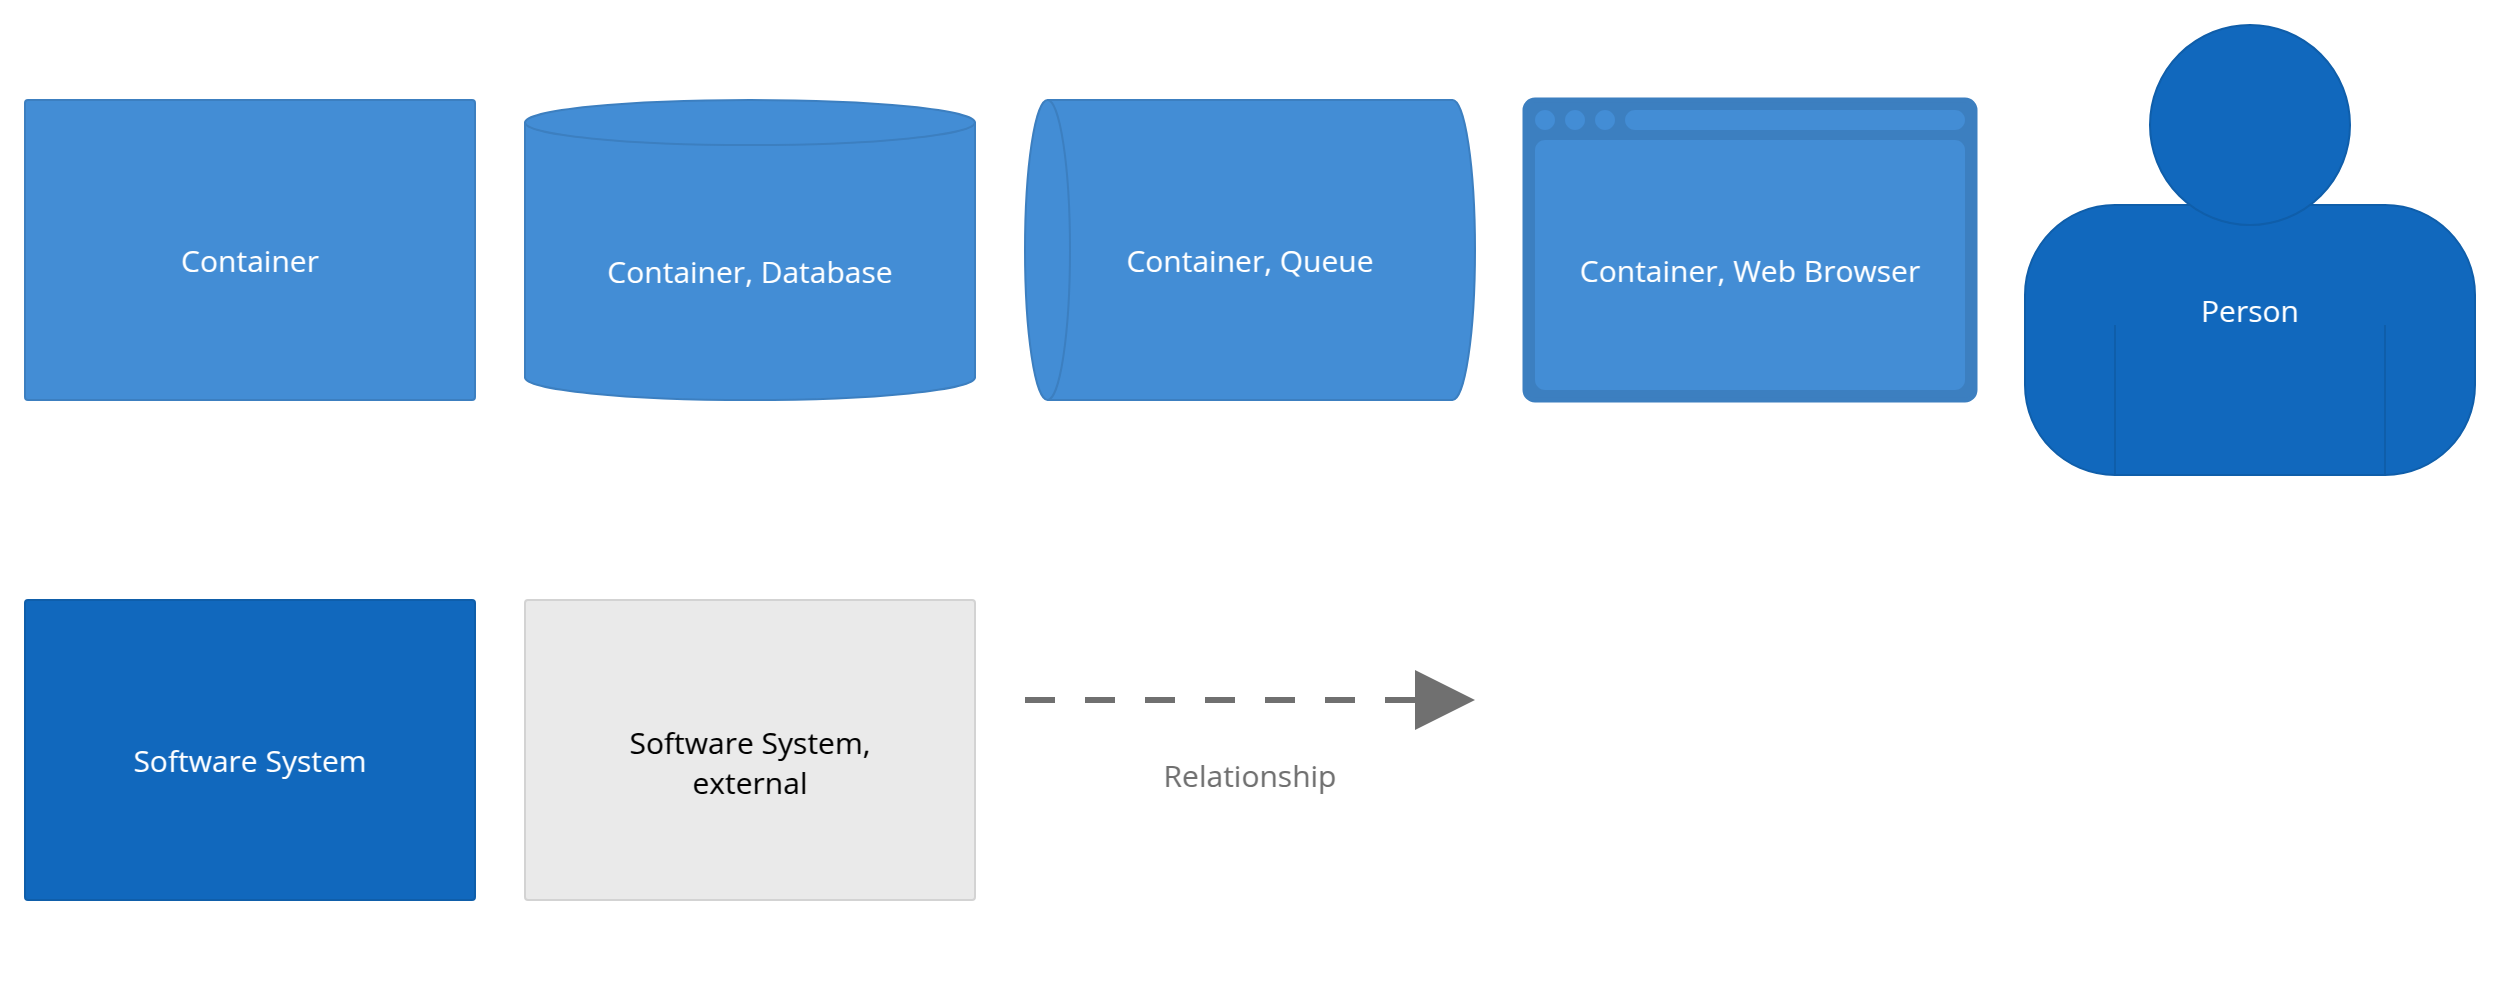 Container
Container, Database
Container, Queue
Container, Web Browser
Person
Software System
Software System,
external
Relationship